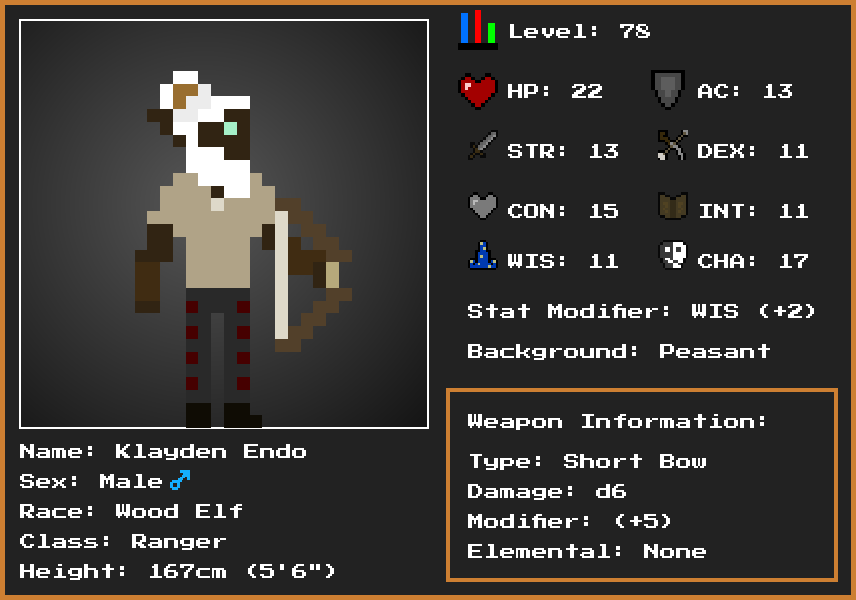 Level: 78
HP: 22
AC: 13
STR: 13
DEX: 11
CON: 15
INT: 11
WIS: 11
CHA: 17
Stat Modifier: WIS (+2)
Background: Peasant
Weapon Information:
Type: Short Bow
Damage: d6
Modifier: (+5)
Elemental: None
Name: Klayden Endo
Sex: Male ♂
Race: Wood Elf
Class: Ranger
Height: 167cm (5'6")